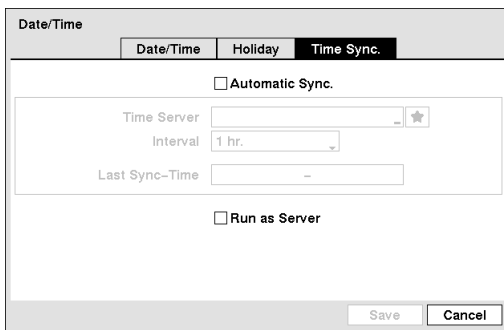 Date/Time
Date/Time Holiday Time Sync.
Automatic Sync.
Time Server
Interval 1 hr.
Last Sync-Time –
Run as Server
Save Cancel